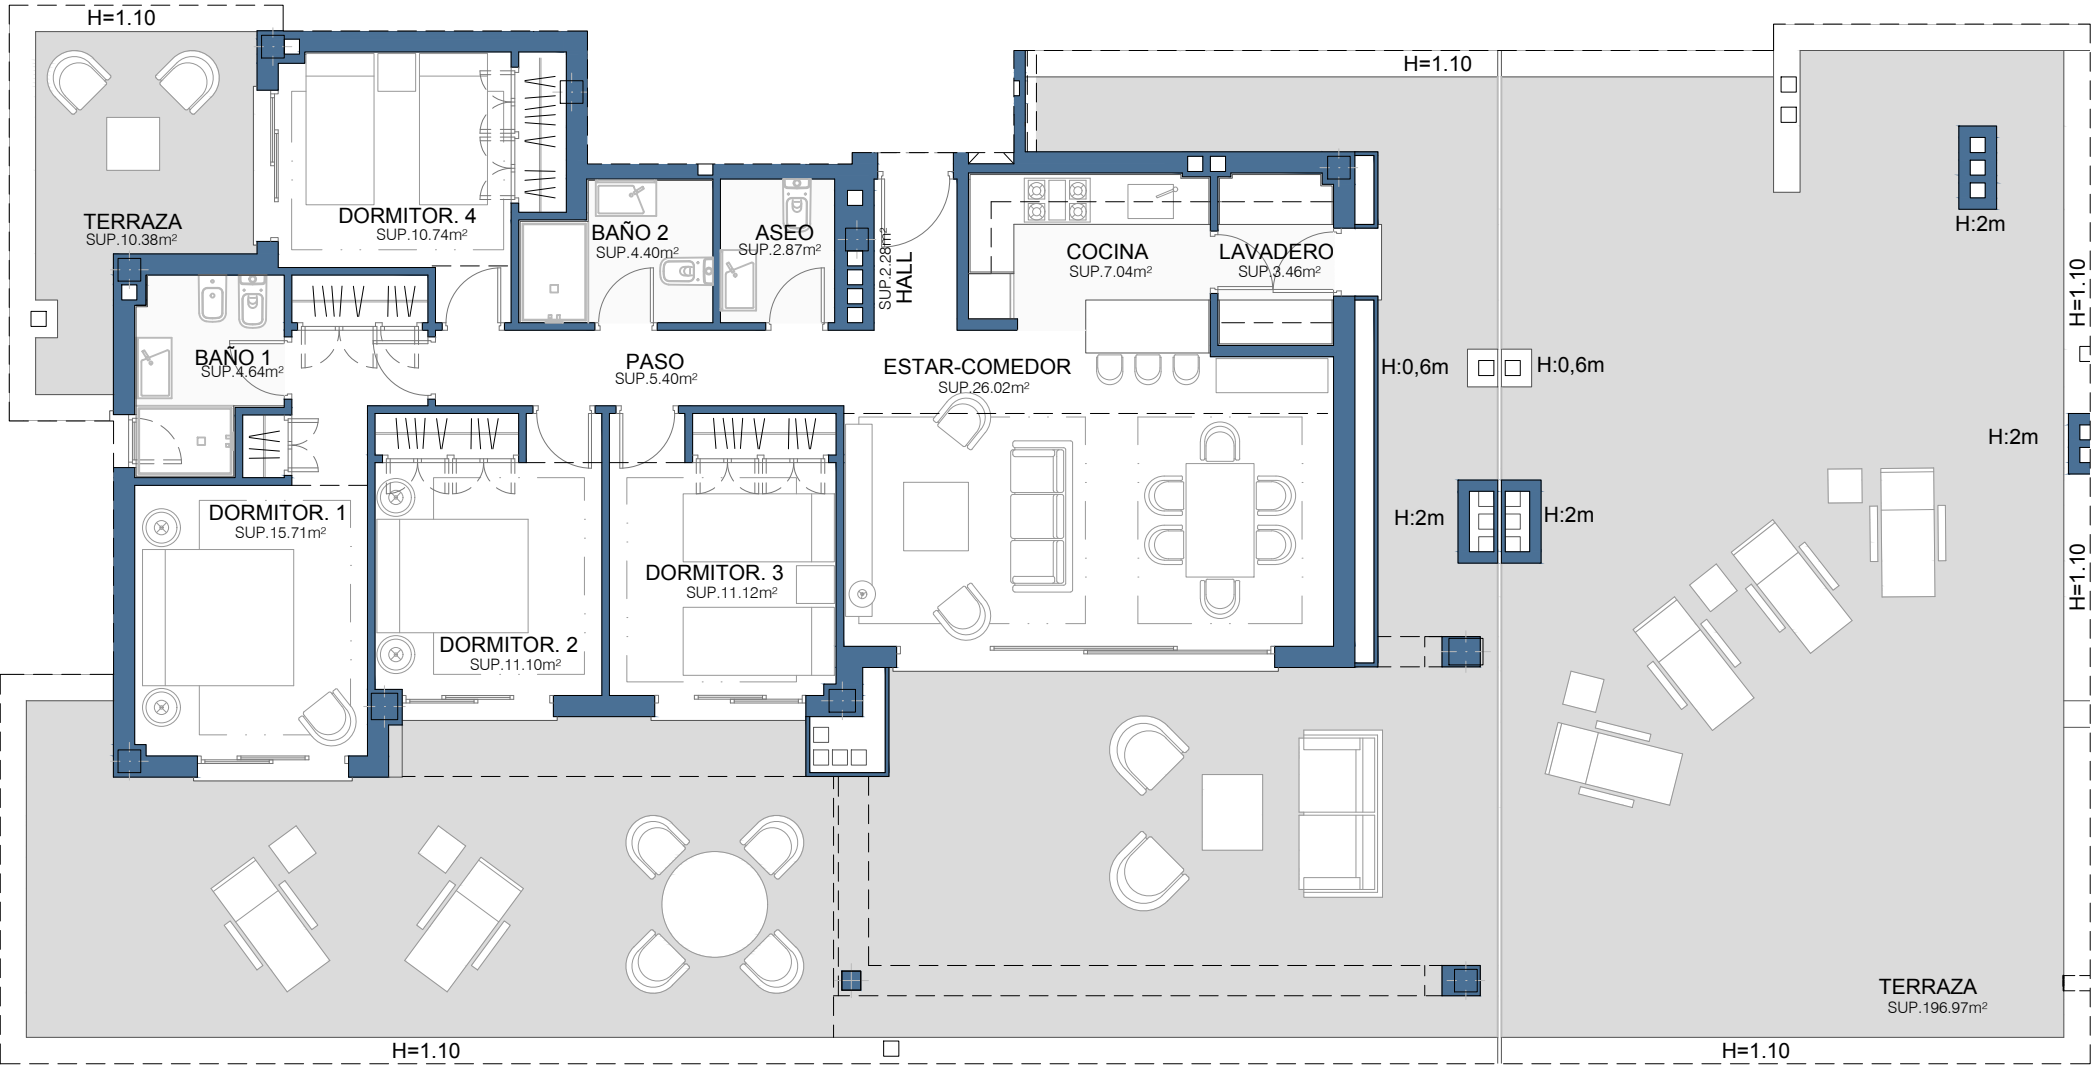 H=1.10
H=1.10
TERRAZA
SUP.10.38m²
DORMITOR. 4
SUP.10.74m²
BAÑO 2
SUP.4.40m²
ASEO
SUP.2.87m²
HALL
SUP.2.28m²
COCINA
SUP.7.04m²
LAVADERO
SUP.3.46m²
H:2m
H=1.10
BAÑO 1
SUP.4.64m²
PASO
SUP.5.40m²
ESTAR-COMEDOR
SUP.26.02m²
H:0,6m
H:0,6m
H:2m
DORMITOR. 1
SUP.15.71m²
H:2m
H:2m
DORMITOR. 3
SUP.11.12m²
H=1.10
DORMITOR. 2
SUP.11.10m²
TERRAZA
SUP.196.97m²
H=1.10
H=1.10